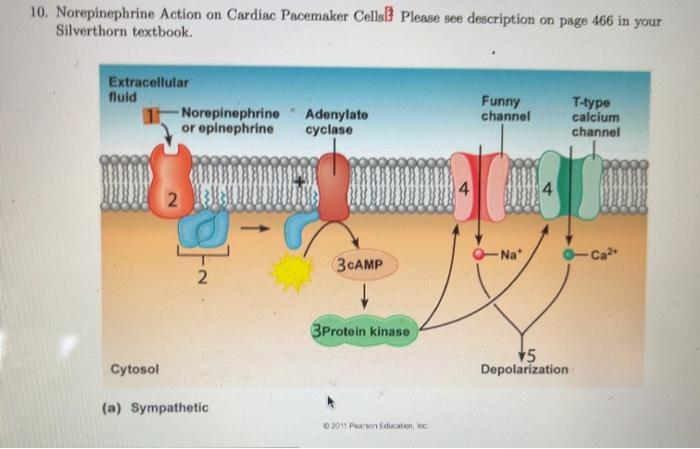 10. Norepinephrine Action on Cardiac Pacemaker Cells Please see description on page 466 in your
Silverthorn textbook.
Extracellular
fluid
1
Norepinephrine
or epinephrine
Adenylate
cyclase
Funny
channel
T-type
calcium
channel
+
2
4
4
2
3cAMP
Na+
Ca2+
3Protein kinase
5
Depolarization
Cytosol
(a) Sympathetic
© 2011 Pearson Education, Inc.